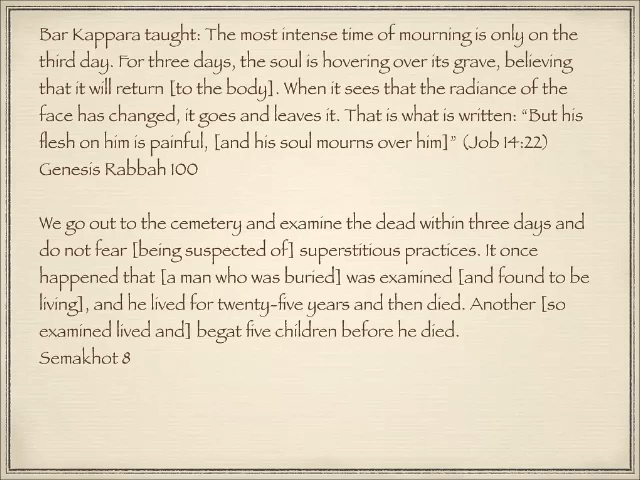 Bar Kappara taught: The most intense time of mourning is only on the
third day. For three days, the soul is hovering over its grave, believing
that it will return [to the body]. When it sees that the radiance of the
face has changed, it goes and leaves it. That is what is written: “But his
flesh on him is painful, [and his soul mourns over him]” (Job 14:22)
Genesis Rabbah 100
We go out to the cemetery and examine the dead within three days and
do not fear [being suspected of] superstitious practices. It once
happened that [a man who was buried] was examined [and found to be
living], and he lived for twenty-five years and then died. Another [so
examined lived and] begat five children before he died.
Semakhot 8